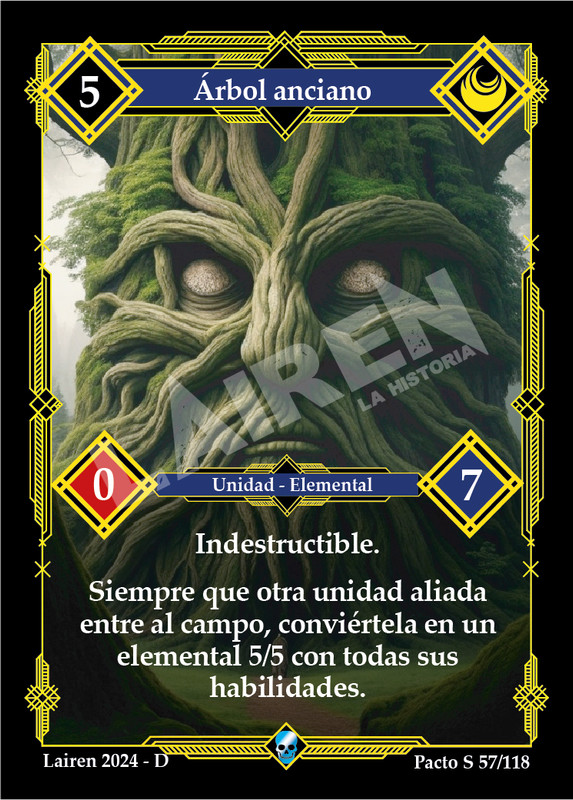 5
Árbol anciano
LAIREN
LA HISTORIA
0
Unidad - Elemental
7
Indestructible.
Siempre que otra unidad aliada
entre al campo, conviértela en un
elemental 5/5 con todas sus
habilidades.
Lairen 2024 - D
Pacto S 57/118